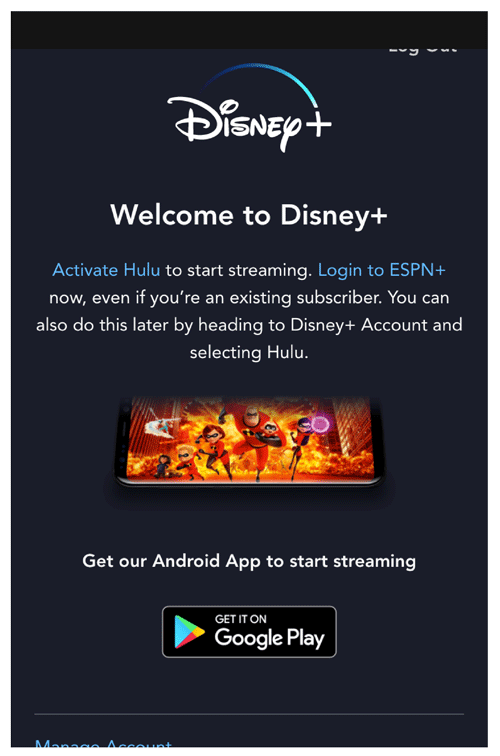 Log Out
Disney+
Welcome to Disney+
Activate Hulu to start streaming. Login to ESPN+
now, even if you’re an existing subscriber. You can
also do this later by heading to Disney+ Account and
selecting Hulu.
Get our Android App to start streaming
GET IT ON
Google Play
Manage Account